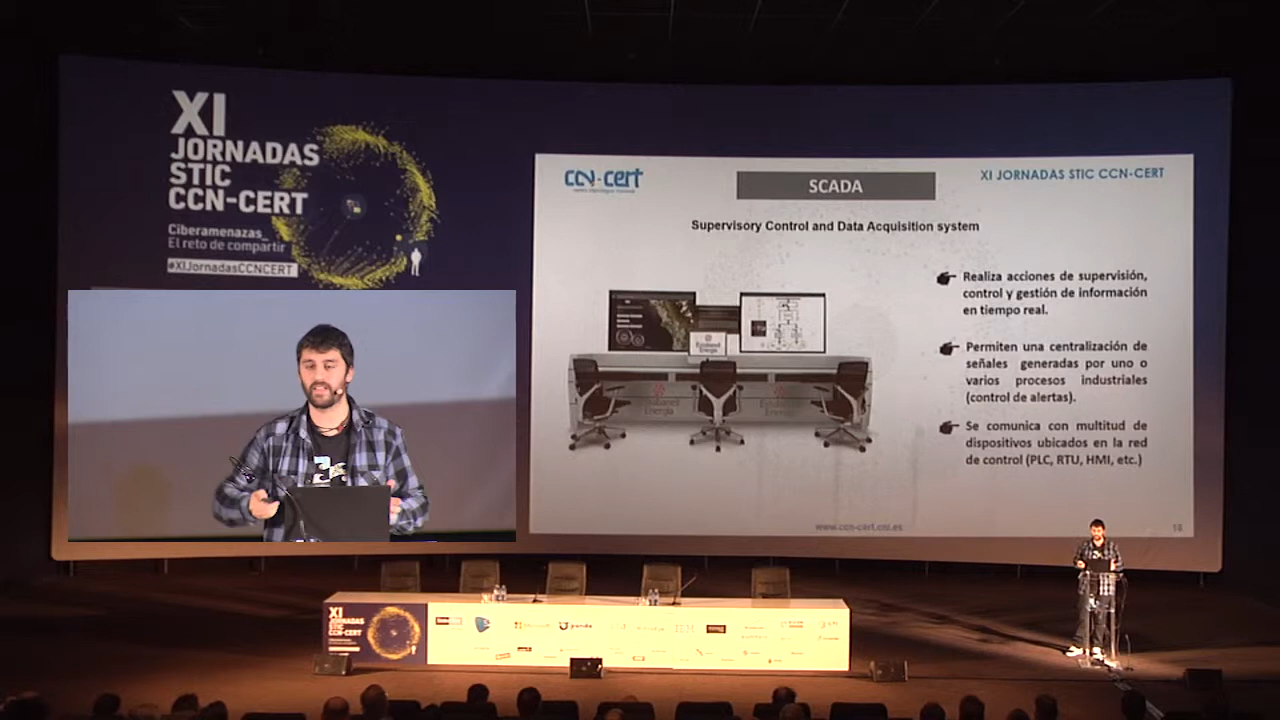 XI
JORNADAS
STIC
CCN-CERT
Ciberamenazas_
El reto de compartir
#XIJornadasCCNCERT
ccn-cert
SCADA
XI JORNADAS STIC CCN-CERT
Supervisory Control and Data Acquisition system
Realiza acciones de supervisión,
control y gestión de información
en tiempo real.
Permiten una centralización de
señales generadas por uno o
varios procesos industriales
(control de alertas).
Se comunica con multitud de
dispositivos ubicados en la red
de control (PLC, RTU, HMI, etc.)
www.ccn-cert.cni.es
18
XI
JORNADAS
STIC
CCN-CERT
Microsoft
panda
IBM